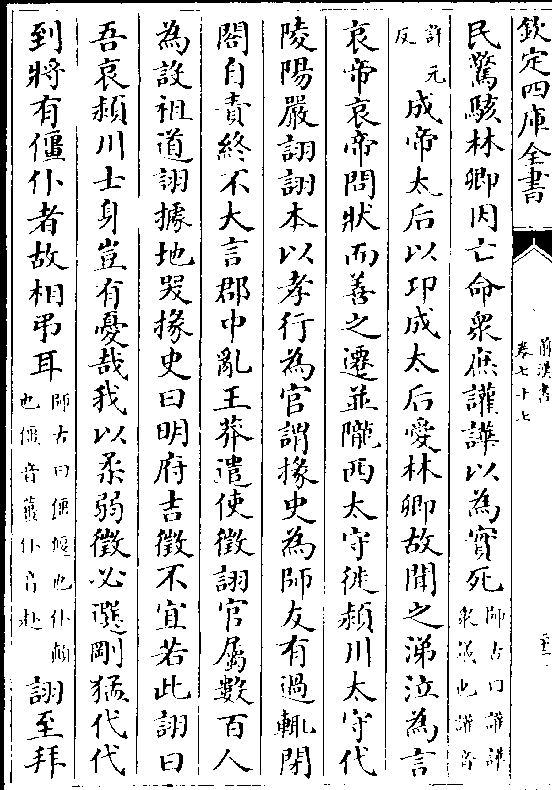 欽定四庫全書
前漢書
卷七十七
民驚駭林卿因亡命衆庶讙譁以為實死師古曰讙譁衆議也讙音
許元反成帝太后以邛成太后愛林卿故聞之涕泣為言
哀帝哀帝問狀而善之遷並隴西太守徙潁川太守代
陵陽嚴詡詡本以孝行為官謂掾史為師友有過輒閉
閤自責終不大言郡中亂王莽遣使徵詡官屬數百人
為設祖道詡據地哭掾史曰明府吉徵不宜若此詡曰
吾哀潁川士身豈有憂哉我以柔弱徵必選剛猛代代
到將有僵仆者故相弔耳師古曰僵偃也仆頓也僵音薑仆音赴詡至拜